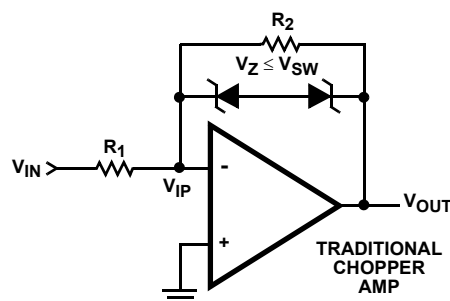 R2
VZ ≤ VSW
R1
VIN
VIP
-
+
VOUT
TRADITIONAL
CHOPPER
AMP